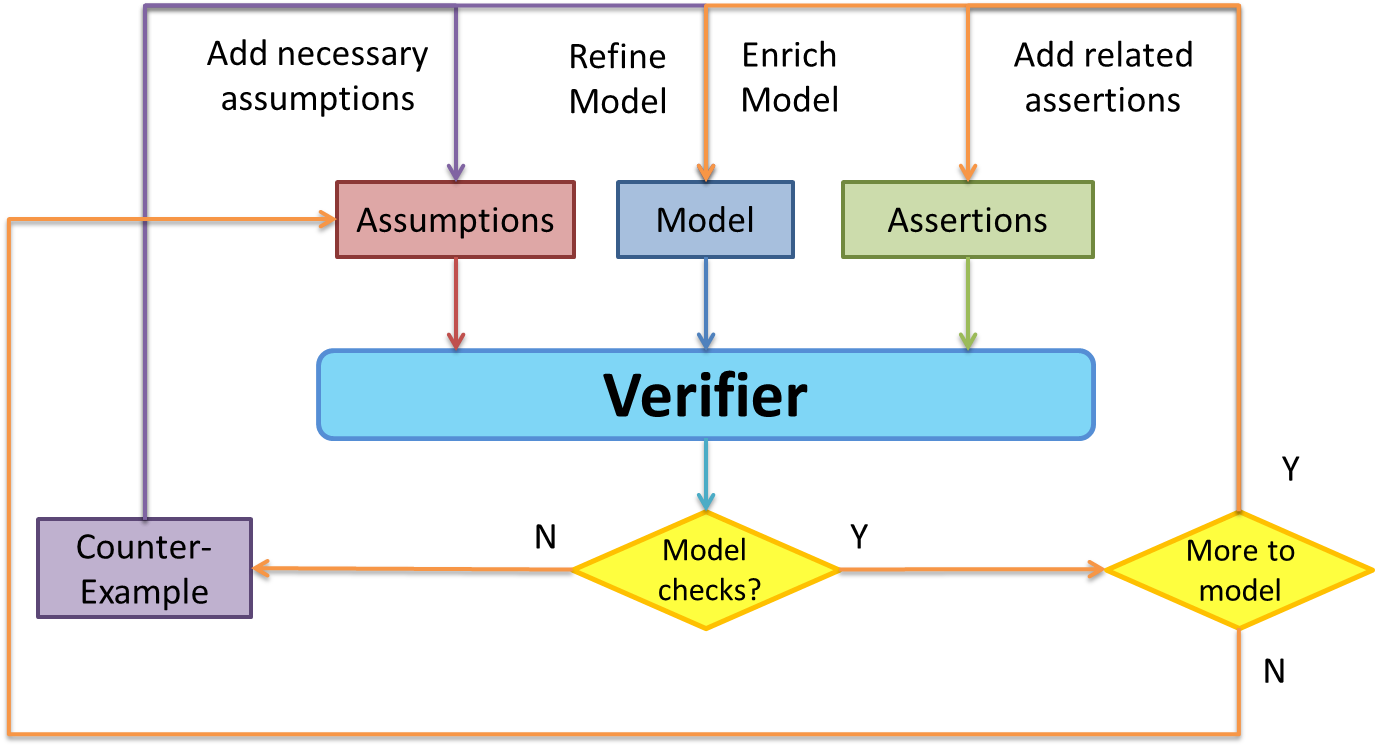 Add necessary
assumptions
Refine
Model
Enrich
Model
Add related
assertions
Assumptions
Model
Assertions
Verifier
Y
N
Y
Counter-
Example
Model
checks?
More to
model
N